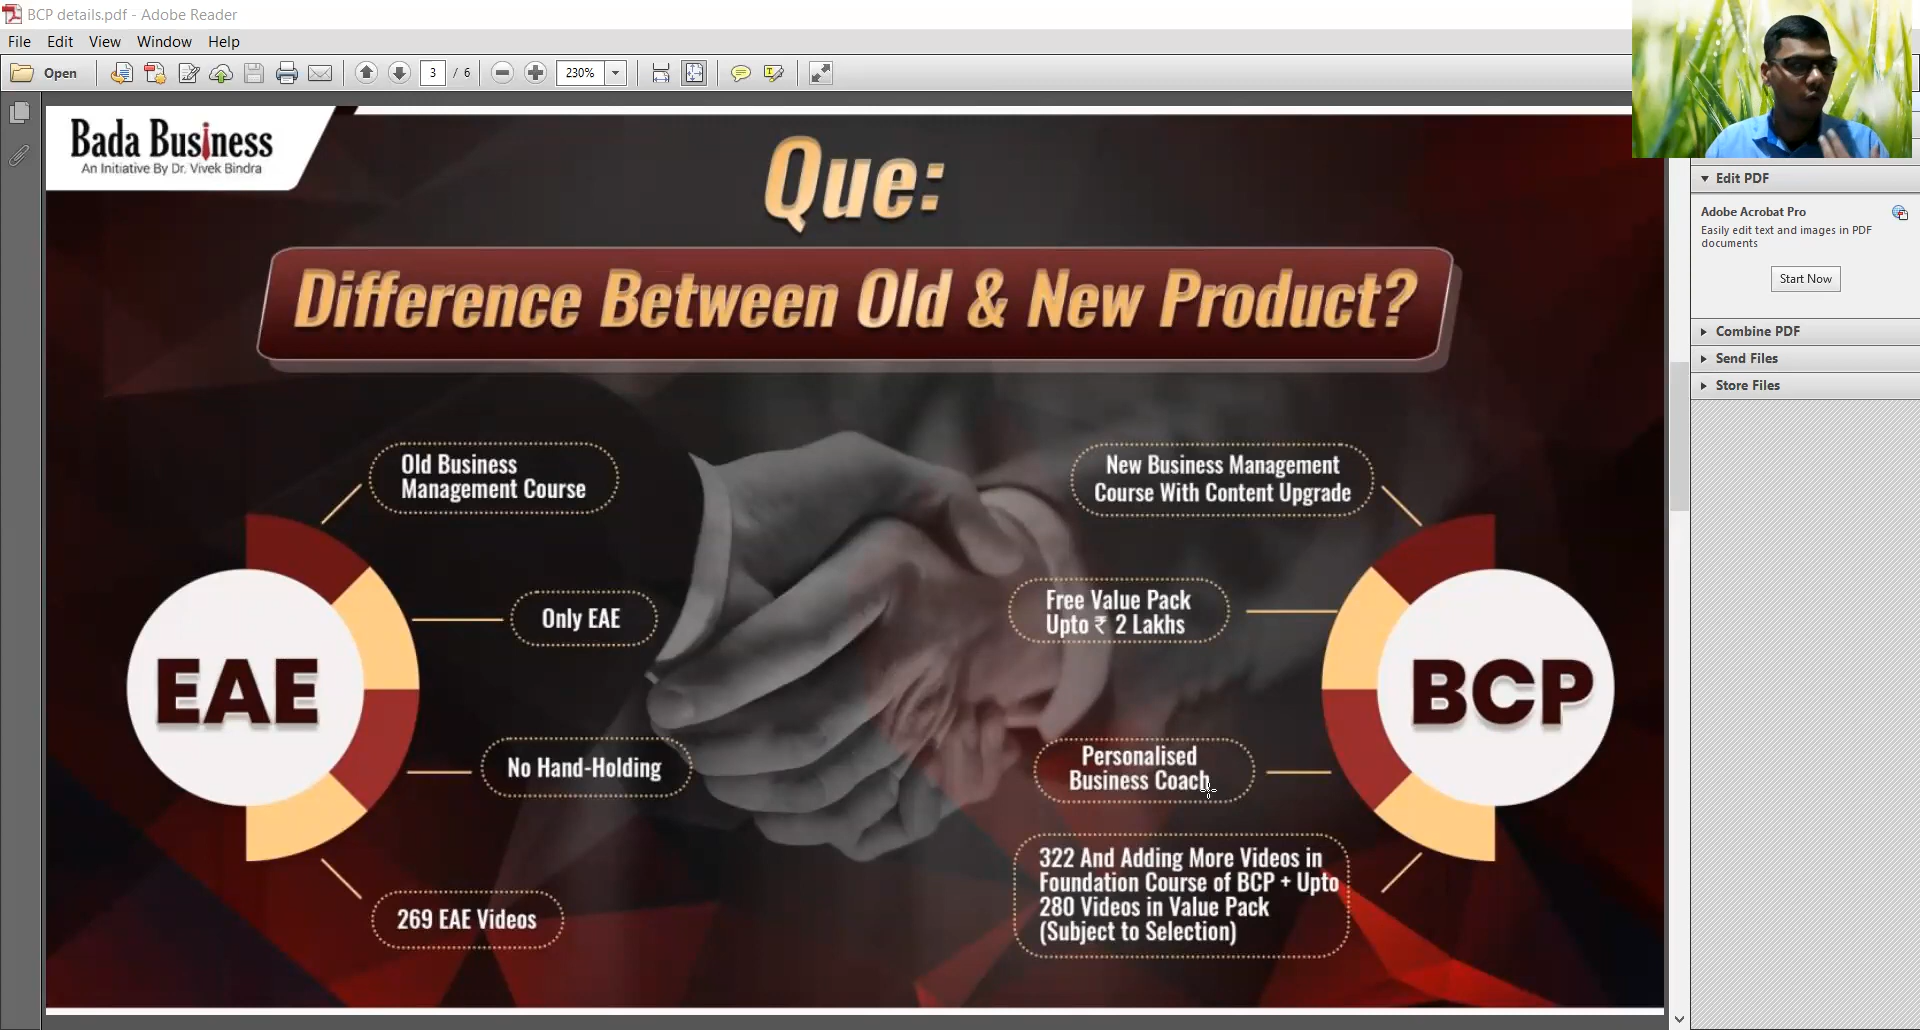 BCP details.pdf - Adobe Reader
File Edit View Window Help
Open 3 / 6 230%
Bada Business
An Initiative By Dr. Vivek Bindra
Que:
Difference Between Old & New Product?
Old Business
Management Course
Only EAE
EAE
No Hand-Holding
269 EAE Videos
New Business Management
Course With Content Upgrade
Free Value Pack
Upto ₹ 2 Lakhs
BCP
Personalised
Business Coach
322 And Adding More Videos in
Foundation Course of BCP + Upto
280 Videos in Value Pack
(Subject to Selection)
Edit PDF
Adobe Acrobat Pro
Easily edit text and images in PDF
documents
Start Now
Combine PDF
Send Files
Store Files